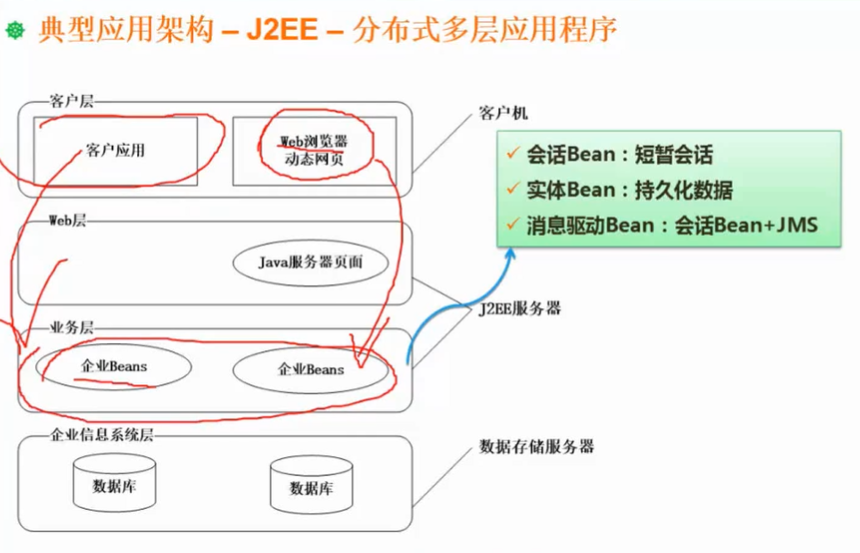 典型应用架构 – J2EE – 分布式多层应用程序
客户层
客户应用
Web浏览器
动态网页
客户机
会话Bean：短暂会话
实体Bean：持久化数据
消息驱动Bean：会话Bean+JMS
Web层
Java服务器页面
J2EE服务器
业务层
企业Beans
企业Beans
企业信息系统层
数据库
数据库
数据存储服务器